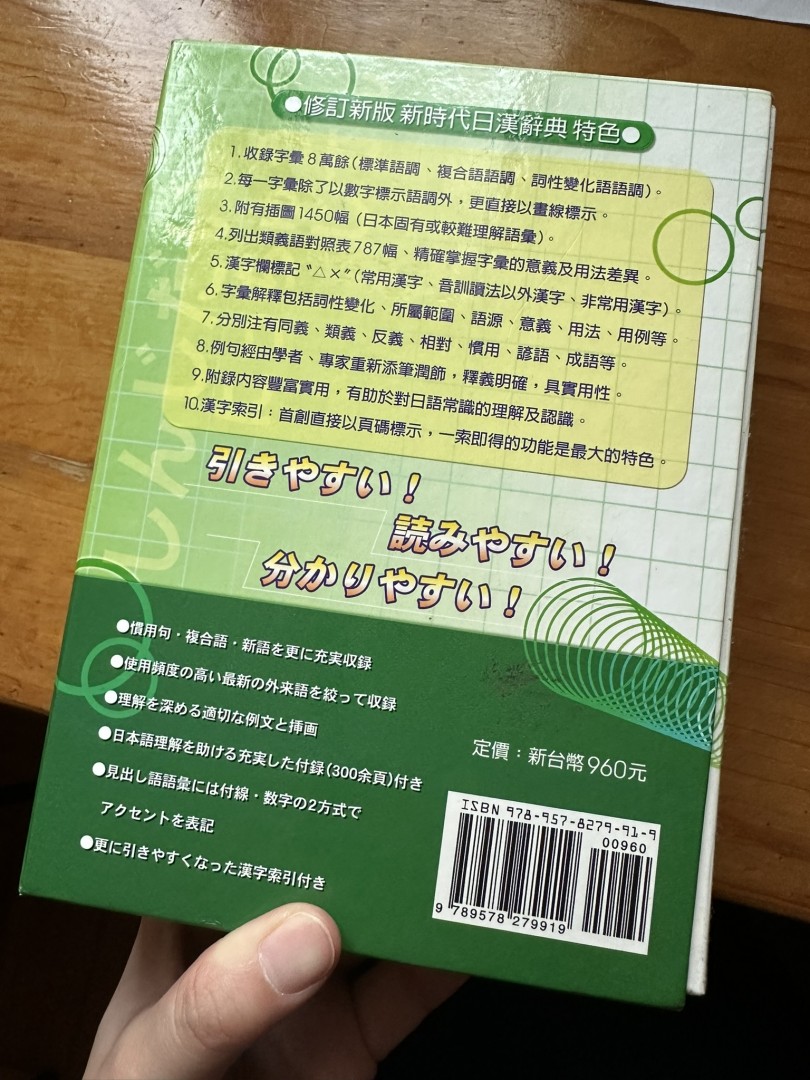 ●修訂新版 新時代日漢辭典 特色●
1.收錄字彙8萬餘(標準語調、複合語語調、詞性變化語語調)。
2.每一字彙除了以數字標示語調外，更直接以畫線標示。
3.附有插圖1450幅(日本固有或較難理解語彙)。
4.列出類義語對照表787幅、精確掌握字彙的意義及用法差異。
5.漢字欄標記〝△×〞(常用漢字、音訓讀法以外漢字、非常用漢字)。
6.字彙解釋包括詞性變化、所屬範圍、語源、意義、用法、用例等。
7.分別注有同義、類義、反義、相對、慣用、諺語、成語等。
8.例句經由學者、專家重新添筆潤飾，釋義明確，具實用性。
9.附錄內容豐富實用，有助於對日語常識的理解及認識。
10.漢字索引：首創直接以頁碼標示，一索即得的功能是最大的特色。
引きやすい！
読みやすい！
分かりやすい！
●慣用句・複合語・新語を更に充実収録
●使用頻度の高い最新の外来語を絞って収録
●理解を深める適切な例文と挿画
●日本語理解を助ける充実した付録(300余頁)付き
●見出し語語彙には付線・数字の2方式で
アクセントを表記
●更に引きやすくなった漢字索引付き
定價：新台幣960元
ISBN 978-957-8279-91-9
00960
9 789578 279919
しんじ